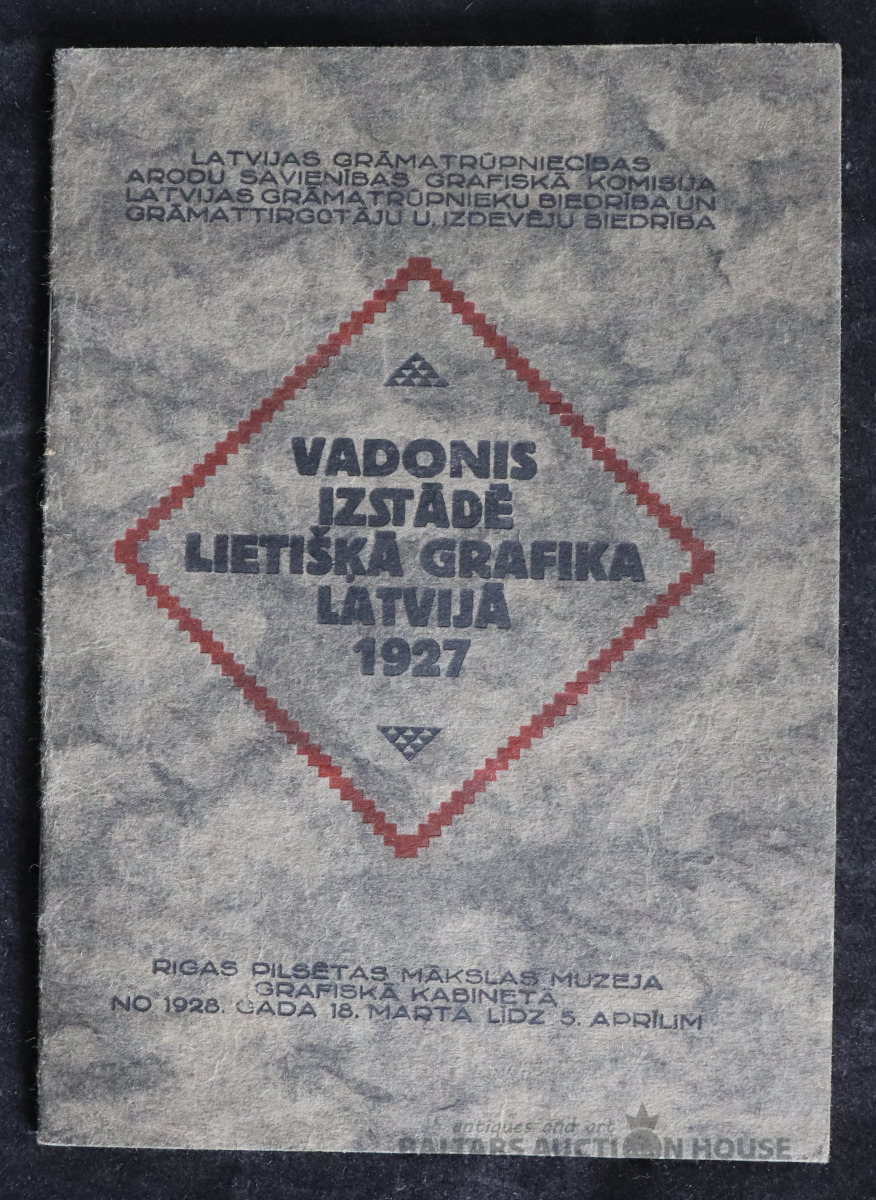 LATVIJAS GRĀMATRŪPNIECĪBAS
ARODU SAVIENĪBAS GRAFISKĀ KOMISIJA
LATVIJAS GRĀMATRŪPNIEKU BIEDRĪBA UN
GRĀMATTIRGOTĀJU U. IZDEVĒJU BIEDRĪBA
VADONIS
IZSTĀDĒ
LIETIŠĶĀ GRAFIKA
LATVIJĀ
1927
RIGAS PILSĒTAS MĀKSLAS MUZEJA
GRAFISKĀ KABINETĀ
NO 1928. GADA 18. MARTA LĪDZ 5. APRĪLIM
antiques and art
BALTARS AUCTION HOUSE